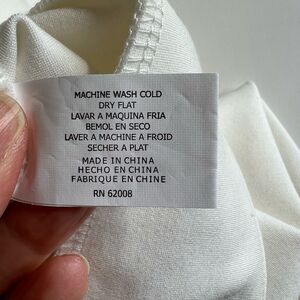 MACHINE WASH COLD
DRY FLAT
LAVAR A MAQUINA FRIA
BEMOL EN SECO
LAVER A MACHINE A FROID
SECHER A PLAT
MADE IN CHINA
HECHO EN CHINA
FABRIQUE EN CHINE
RN 62008